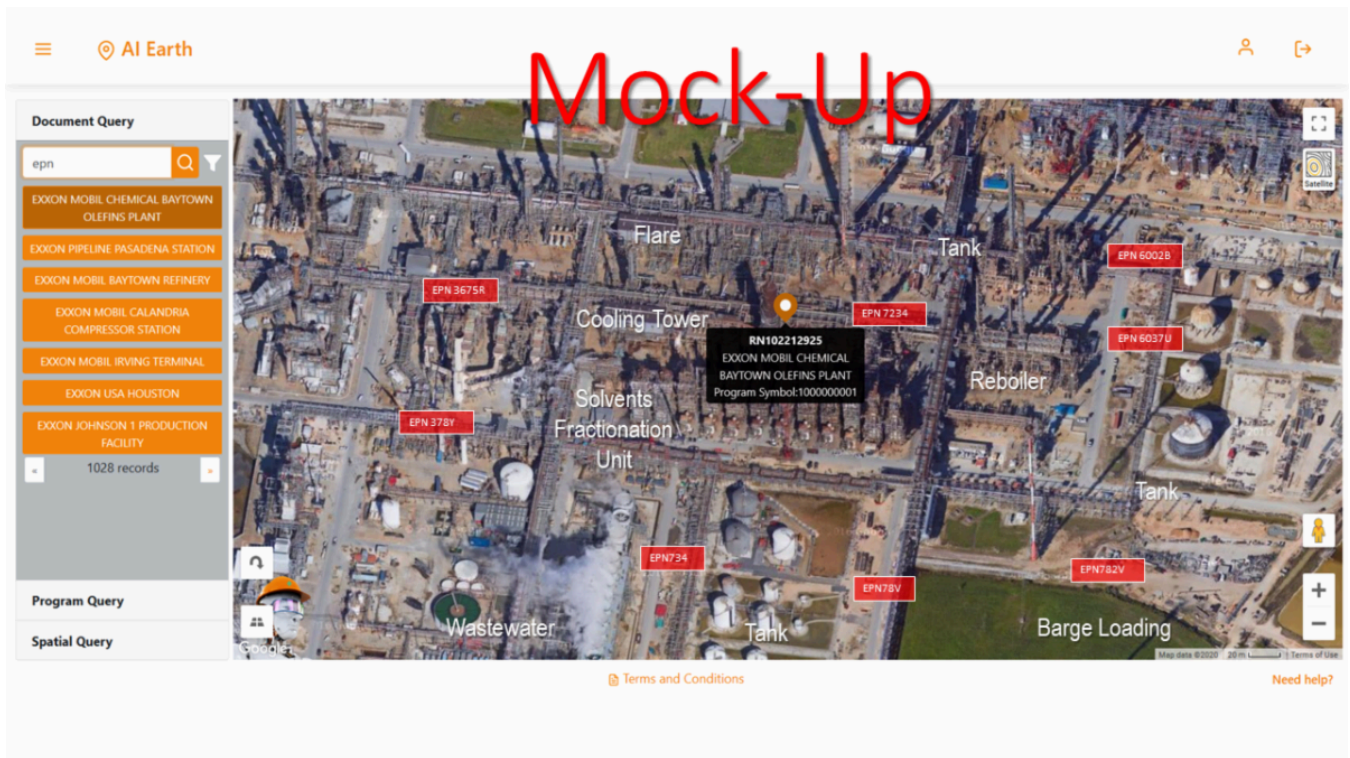 AI Earth
Mock-Up
Document Query
epn
EXXON MOBIL CHEMICAL BAYTOWN
OLEFINS PLANT
EXXON PIPELINE PASADENA STATION
EXXON MOBIL BAYTOWN REFINERY
EXXON MOBIL CALANDRIA
COMPRESSOR STATION
EXXON MOBIL IRVING TERMINAL
EXXON USA HOUSTON
EXXON JOHNSON 1 PRODUCTION
FACILITY
« 1028 records »
Program Query
Spatial Query
Satellite
Flare
Tank
EPN 6002B
EPN 3675R
EPN 7234
Cooling Tower
RN102212925
EXXON MOBIL CHEMICAL
BAYTOWN OLEFINS PLANT
Program Symbol:1000000001
EPN 6037U
Reboiler
Solvents
Fractionation
Unit
EPN 378Y
Tank
EPN734
EPN78V
EPN782V
Wastewater
Tank
Barge Loading
Google
Map data ©2020 20 m Terms of Use
Terms and Conditions
Need help?